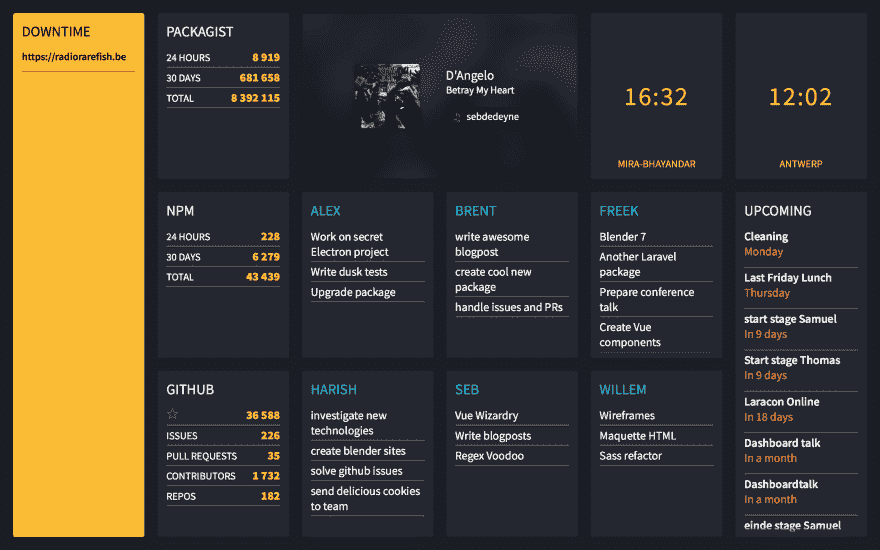 DOWNTIME
https://radiorarefish.be
PACKAGIST
24 HOURS 8 919
30 DAYS 681 658
TOTAL 8 392 115
D'Angelo
Betray My Heart
sebdedeyne
16:32
MIRA-BHAYANDAR
12:02
ANTWERP
NPM
24 HOURS 228
30 DAYS 6 279
TOTAL 43 439
ALEX
Work on secret
Electron project
Write dusk tests
Upgrade package
BRENT
write awesome
blogpost
create cool new
package
handle issues and PRs
FREEK
Blender 7
Another Laravel
package
Prepare conference
talk
Create Vue
components
UPCOMING
Cleaning
Monday
Last Friday Lunch
Thursday
start stage Samuel
In 9 days
Start stage Thomas
In 9 days
Laracon Online
In 18 days
Dashboard talk
In a month
Dashboardtalk
In a month
einde stage Samuel
GITHUB
☆ 36 588
ISSUES 226
PULL REQUESTS 35
CONTRIBUTORS 1 732
REPOS 182
HARISH
investigate new
technologies
create blender sites
solve github issues
send delicious cookies
to team
SEB
Vue Wizardry
Write blogposts
Regex Voodoo
WILLEM
Wireframes
Maquette HTML
Sass refactor